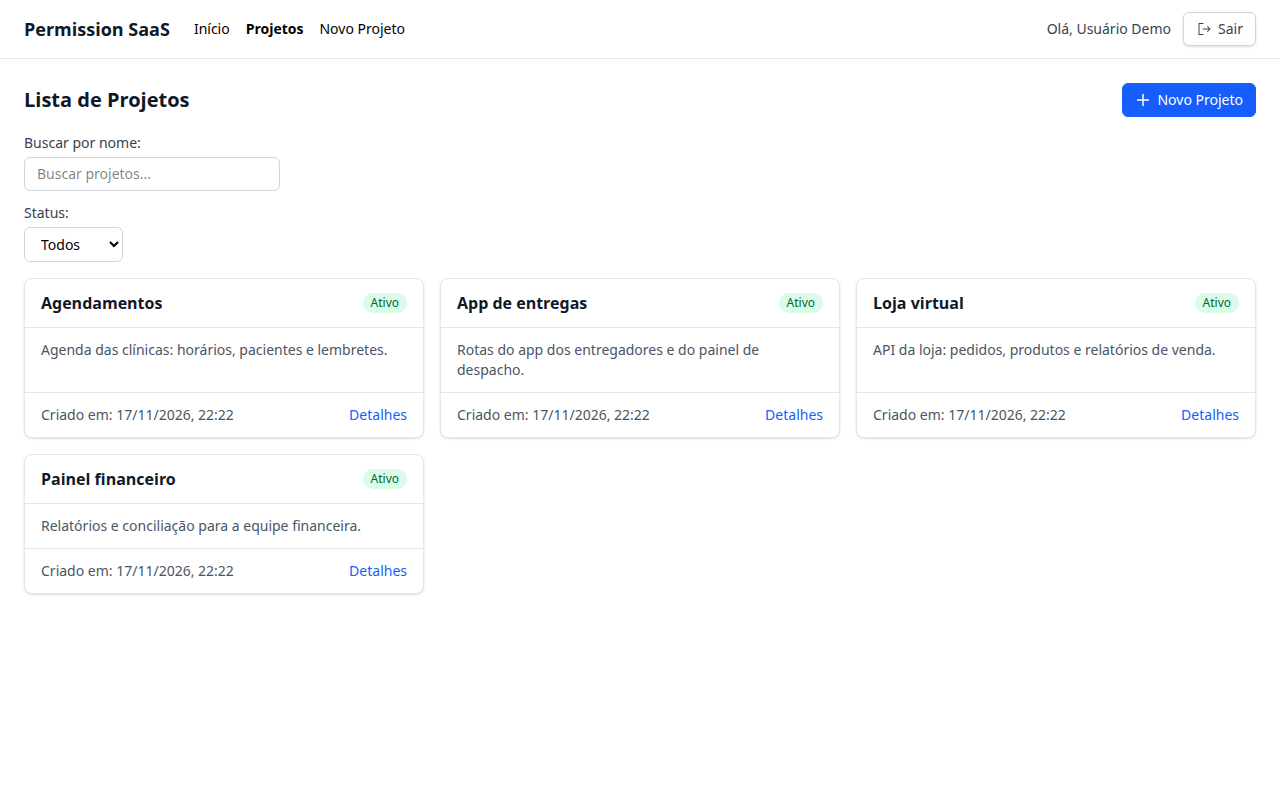 Permission SaaS Início Projetos Novo Projeto Olá, Usuário Demo Sair
Lista de Projetos Novo Projeto
Buscar por nome:
Buscar projetos...
Status:
Todos
Agendamentos Ativo
Agenda das clínicas: horários, pacientes e lembretes.
Criado em: 17/11/2026, 22:22 Detalhes
App de entregas Ativo
Rotas do app dos entregadores e do painel de
despacho.
Criado em: 17/11/2026, 22:22 Detalhes
Loja virtual Ativo
API da loja: pedidos, produtos e relatórios de venda.
Criado em: 17/11/2026, 22:22 Detalhes
Painel financeiro Ativo
Relatórios e conciliação para a equipe financeira.
Criado em: 17/11/2026, 22:22 Detalhes